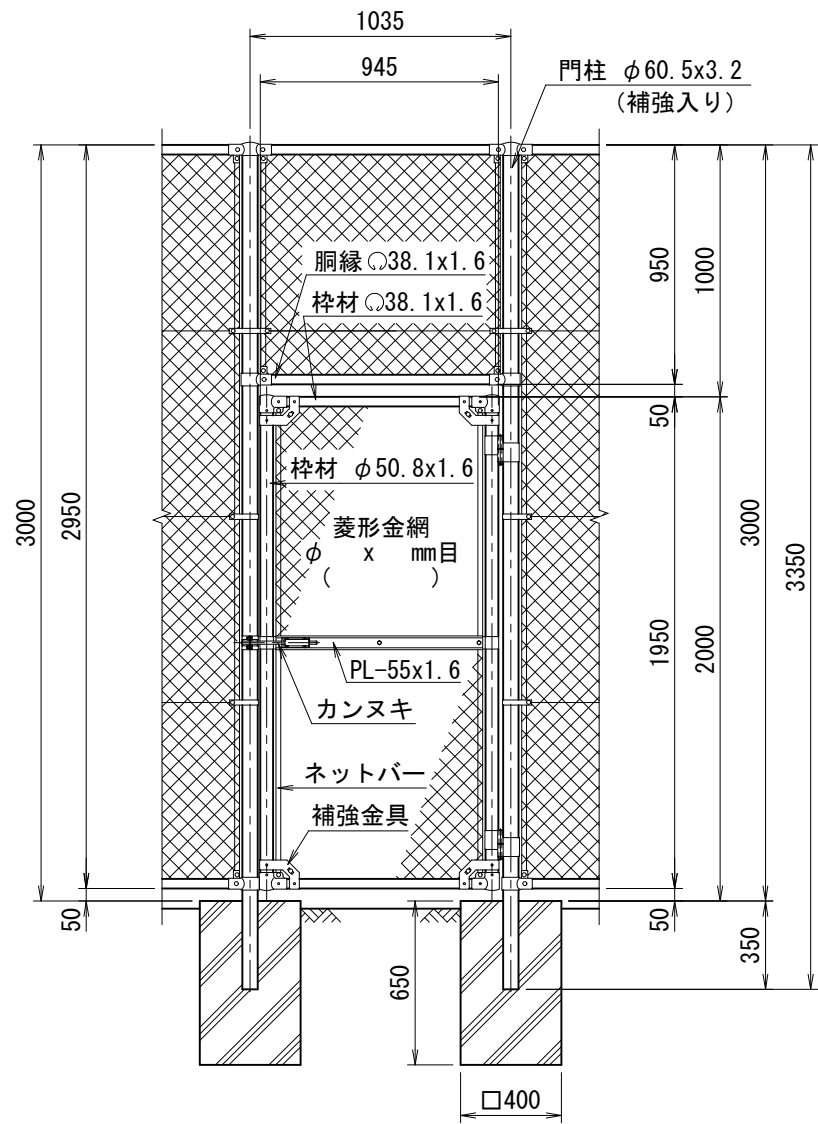 1035
945
門柱 φ60.5x3.2
（補強入り）
胴縁 38.1x1.6
枠材 38.1x1.6
枠材 φ50.8x1.6
菱形金網
φ x mm目
( )
PL-55x1.6
カンヌキ
ネットバー
補強金具
3000
2950
50
950
50
1950
50
1000
2000
3000
350
3350
650
□400